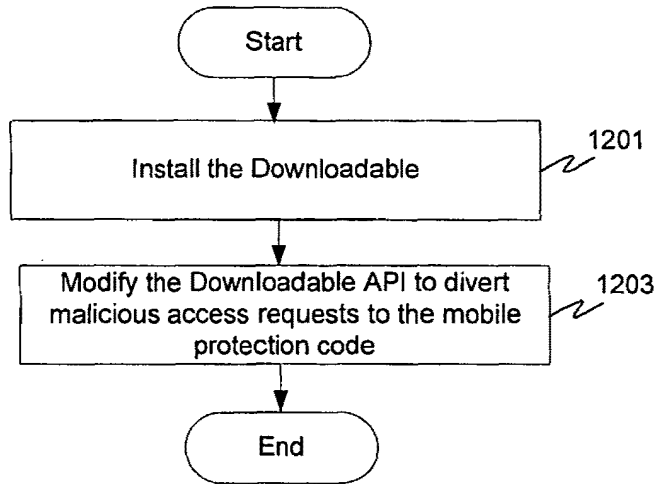 Start
Install the Downloadable
1201
Modify the Downloadable API to divert
malicious access requests to the mobile
protection code
1203
End